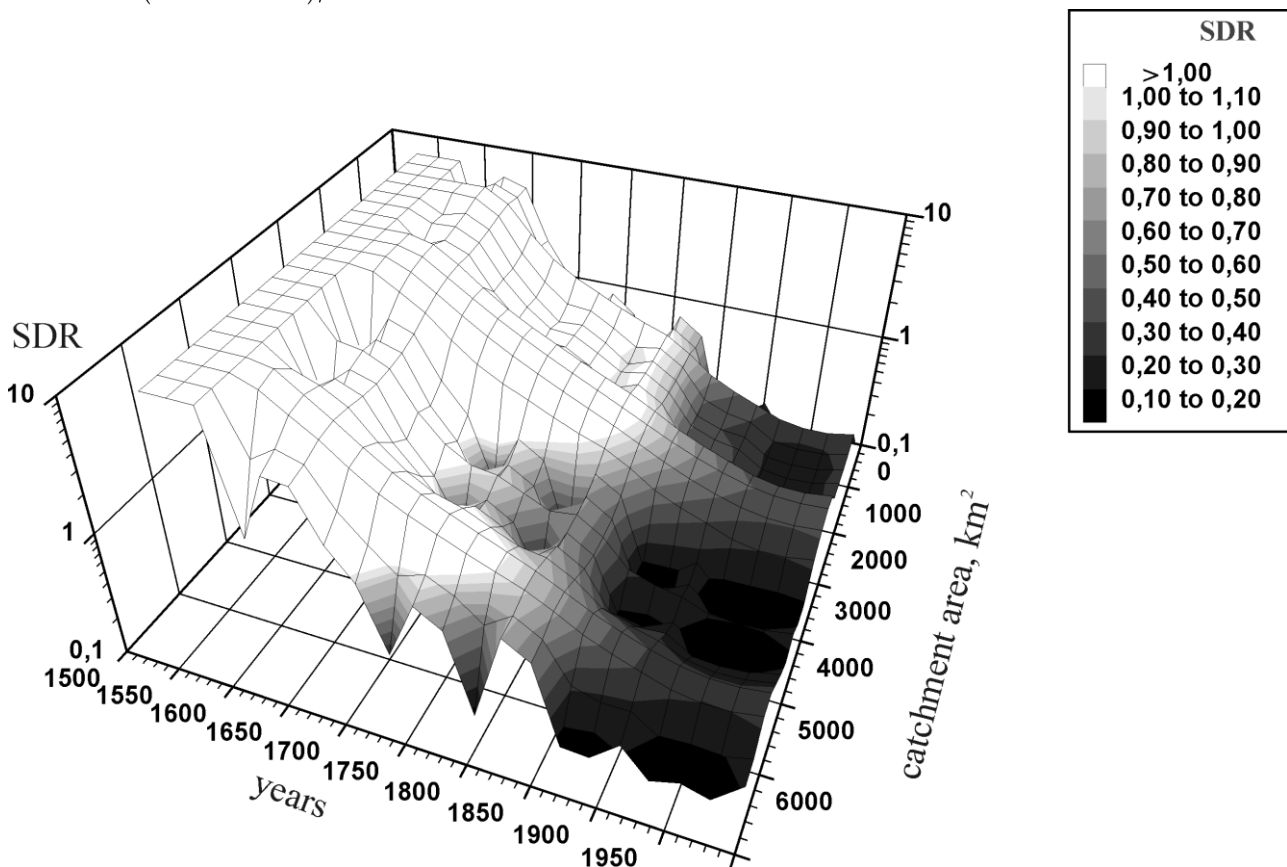 SDR
>1,00
1,00 to 1,10
0,90 to 1,00
0,80 to 0,90
0,70 to 0,80
0,60 to 0,70
0,50 to 0,60
0,40 to 0,50
0,30 to 0,40
0,20 to 0,30
0,10 to 0,20
10
1
0,1
SDR
10
1
0,1
0
1000
2000
3000
4000
5000
6000
catchment area, km²
1500
1550
1600
1650
1700
1750
1800
1850
1900
1950
years